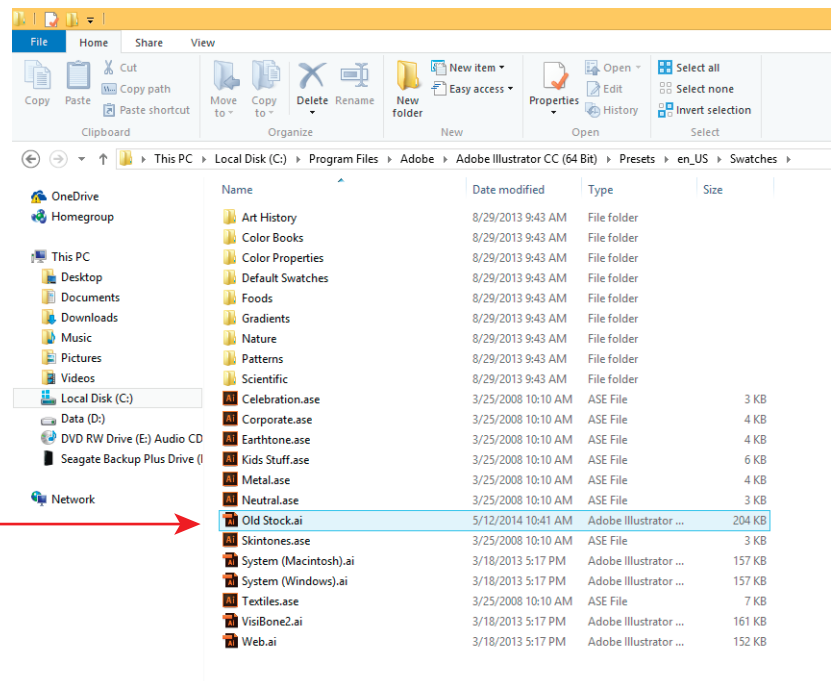 File Home Share View
Copy Paste Cut Copy path Paste shortcut
Clipboard
Move to Copy to Delete Rename
Organize
New folder New item Easy access
New
Properties Open Edit History
Open
Select all Select none Invert selection
Select
This PC Local Disk (C:) Program Files Adobe Adobe Illustrator CC (64 Bit) Presets en_US Swatches
OneDrive
Homegroup
This PC
Desktop
Documents
Downloads
Music
Pictures
Videos
Local Disk (C:)
Data (D:)
DVD RW Drive (E:) Audio CD
Seagate Backup Plus Drive (
Network
Name Date modified Type Size
Art History 8/29/2013 9:43 AM File folder
Color Books 8/29/2013 9:43 AM File folder
Color Properties 8/29/2013 9:43 AM File folder
Default Swatches 8/29/2013 9:43 AM File folder
Foods 8/29/2013 9:43 AM File folder
Gradients 8/29/2013 9:43 AM File folder
Nature 8/29/2013 9:43 AM File folder
Patterns 8/29/2013 9:43 AM File folder
Scientific 8/29/2013 9:43 AM File folder
Celebration.ase 3/25/2008 10:10 AM ASE File 3 KB
Corporate.ase 3/25/2008 10:10 AM ASE File 4 KB
Earthtone.ase 3/25/2008 10:10 AM ASE File 4 KB
Kids Stuff.ase 3/25/2008 10:10 AM ASE File 6 KB
Metal.ase 3/25/2008 10:10 AM ASE File 4 KB
Neutral.ase 3/25/2008 10:10 AM ASE File 3 KB
Old Stock.ai 5/12/2014 10:41 AM Adobe Illustrator ... 204 KB
Skintones.ase 3/25/2008 10:10 AM ASE File 3 KB
System (Macintosh).ai 3/18/2013 5:17 PM Adobe Illustrator ... 157 KB
System (Windows).ai 3/18/2013 5:17 PM Adobe Illustrator ... 157 KB
Textiles.ase 3/25/2008 10:10 AM ASE File 7 KB
VisiBone2.ai 3/18/2013 5:17 PM Adobe Illustrator ... 161 KB
Web.ai 3/18/2013 5:17 PM Adobe Illustrator ... 152 KB